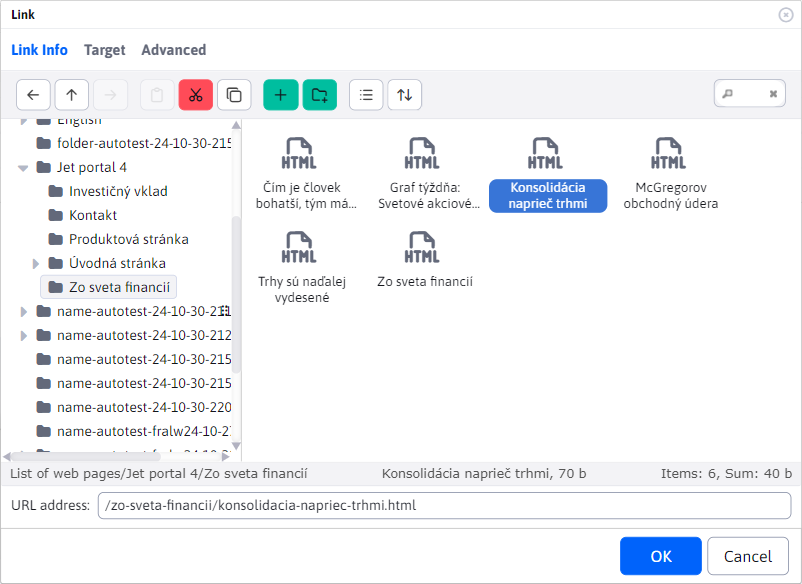 Link
Link Info Target Advanced
English
folder-autotest-24-10-30-215
Jet portal 4
Investičný vklad
Kontakt
Produktová stránka
Úvodná stránka
Zo sveta financií
name-autotest-24-10-30-211
name-autotest-24-10-30-212
name-autotest-24-10-30-215
name-autotest-24-10-30-215
name-autotest-24-10-30-220
name-autotest-fralw24-10-2
HTML
Čím je človek
bohatší, tým má...
HTML
Graf týždňa:
Svetové akciové...
HTML
Konsolidácia
naprieč trhmi
HTML
McGregorov
obchodný údera
HTML
Trhy sú naďalej
vydesené
HTML
Zo sveta financií
List of web pages/Jet portal 4/Zo sveta financií
Konsolidácia naprieč trhmi, 70 b
Items: 6, Sum: 40 b
URL address: /zo-sveta-financii/konsolidacia-napriec-trhmi.html
OK Cancel